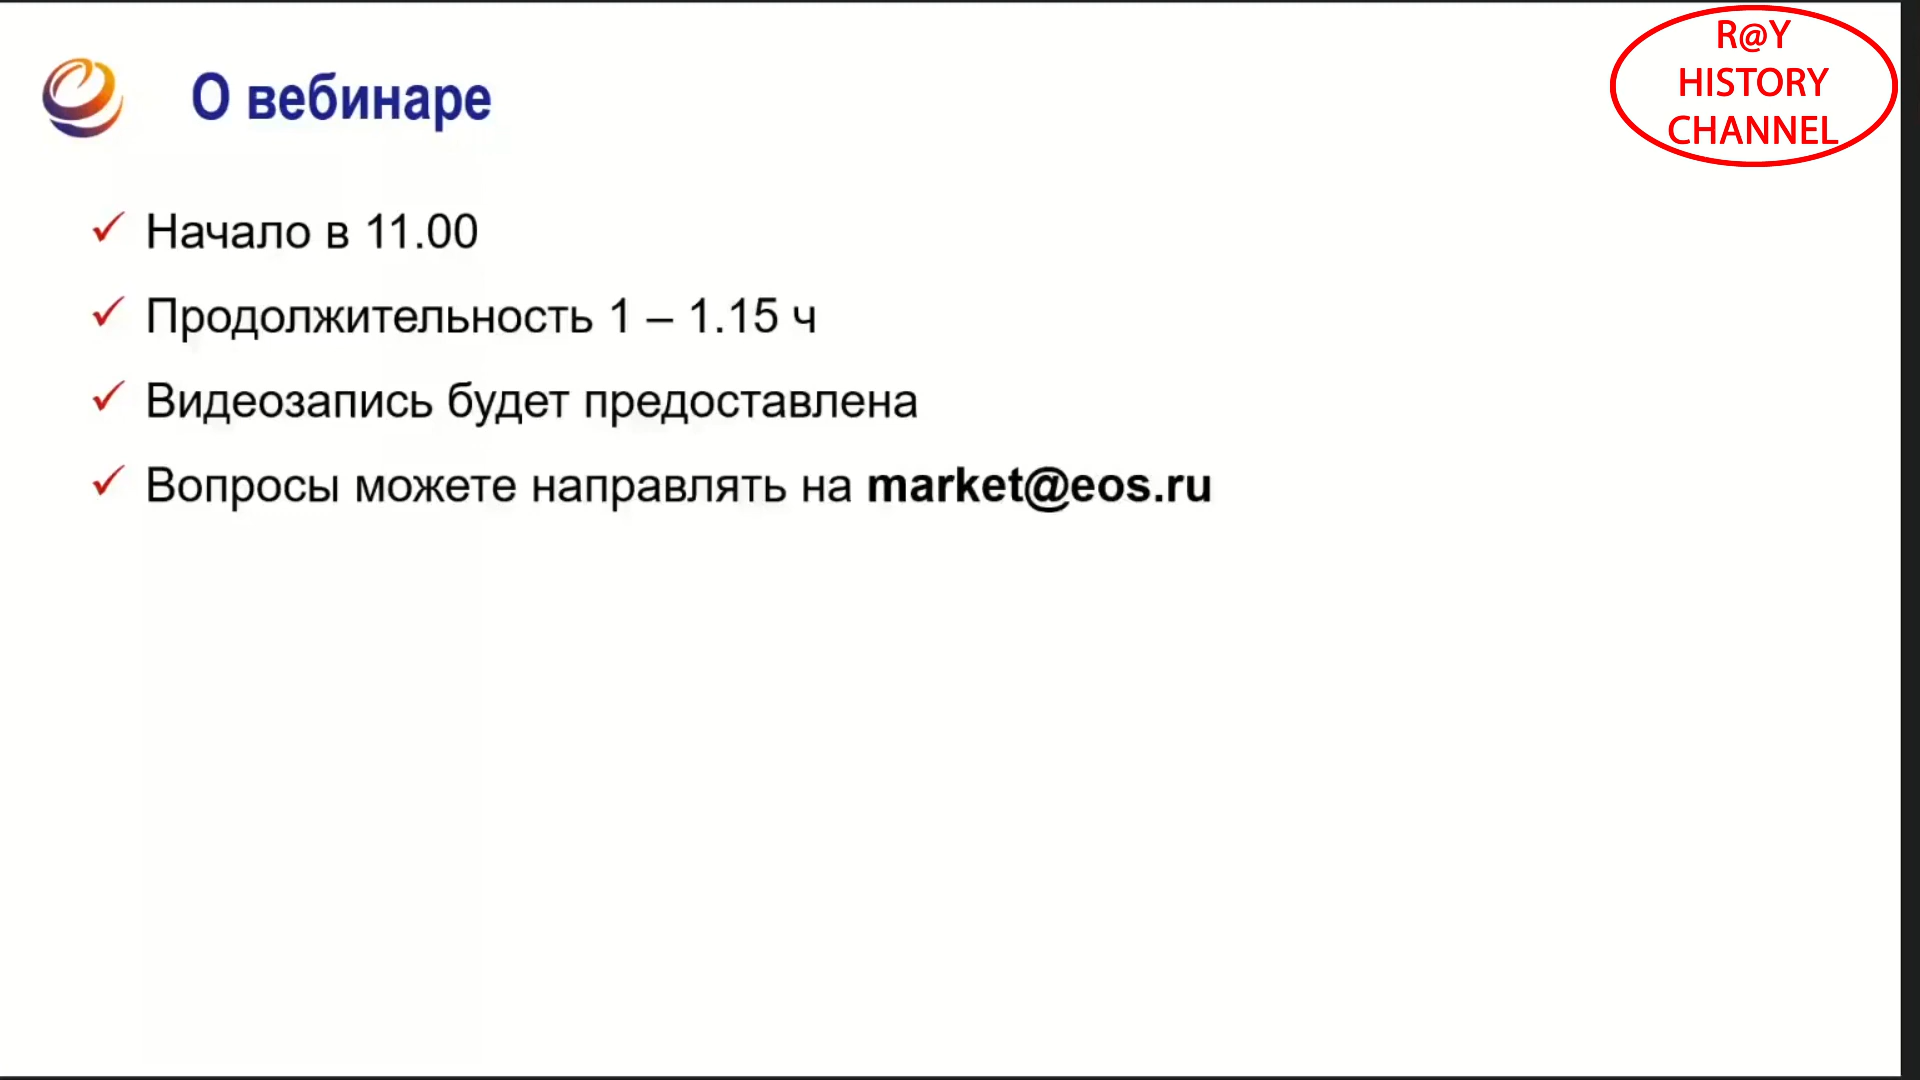 О вебинаре
R@Y
HISTORY
CHANNEL
Начало в 11.00
Продолжительность 1 – 1.15 ч
Видеозапись будет предоставлена
Вопросы можете направлять на market@eos.ru